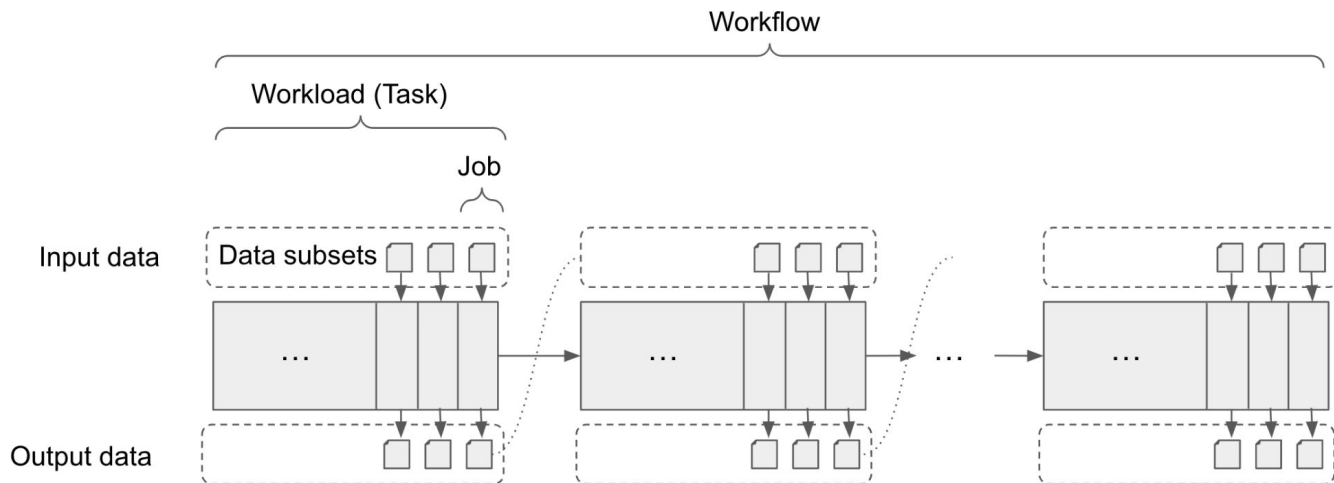 Workflow
Workload (Task)
Job
Input data
Data subsets
...
...
...
...
Output data